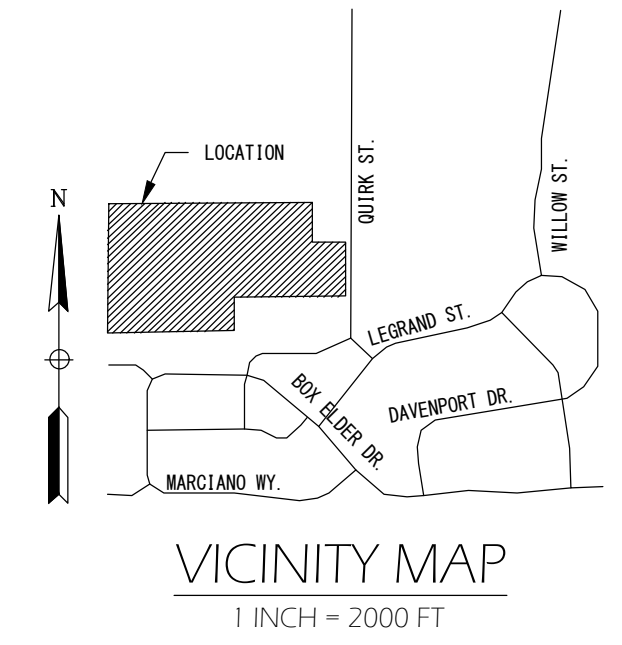 LOCATION
QUIRK ST.
WILLOW ST.
N
LEGRAND ST.
BOX ELDER DR.
DAVENPORT DR.
MARCIANO WY.
VICINITY MAP
1 INCH = 2000 FT